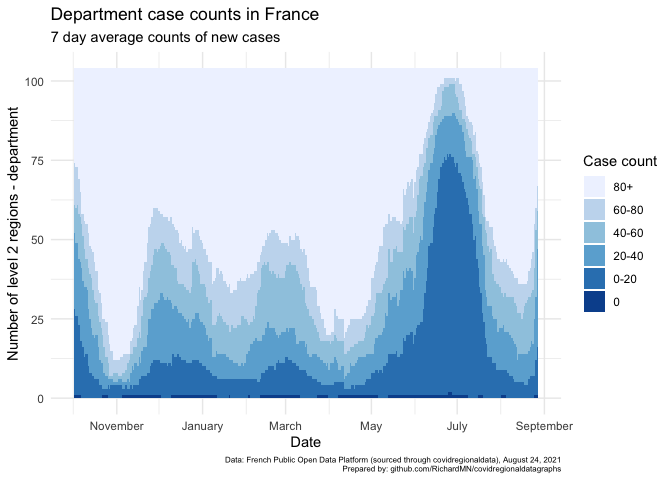 Department case counts in France
7 day average counts of new cases
Number of level 2 regions - department
100
75
50
25
0
November
January
March
May
July
September
Date
Case count
80+
60-80
40-60
20-40
0-20
0
Data: French Public Open Data Platform (sourced through covidregionaldata), August 24, 2021
Prepared by: github.com/RichardMN/covidregionaldatagraphs